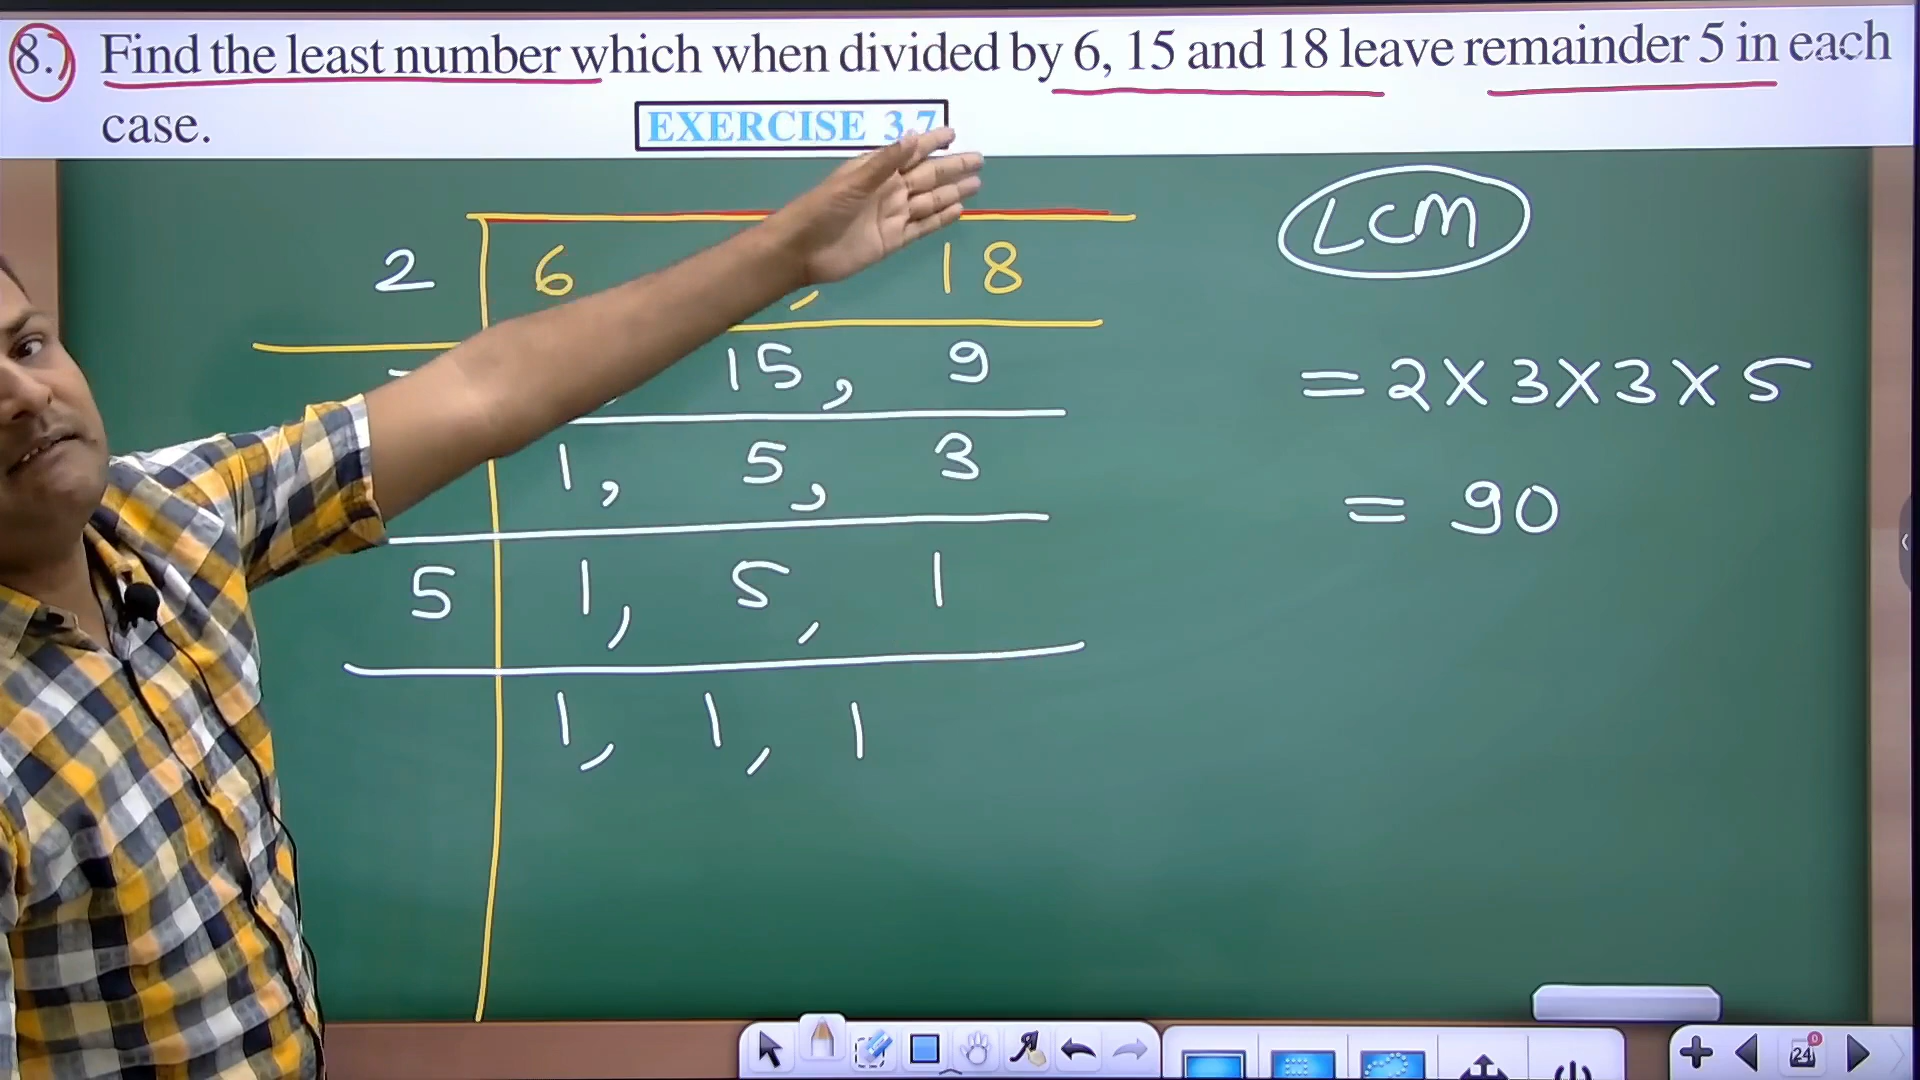 8. Find the least number which when divided by 6, 15 and 18 leave remainder 5 in each
case.
EXERCISE 3.7
LCM
2 6 , 18
15, 9
= 2 X 3 X 3 X 5
1, 5, 3
= 90
5 1, 5, 1
1, 1, 1
24
0